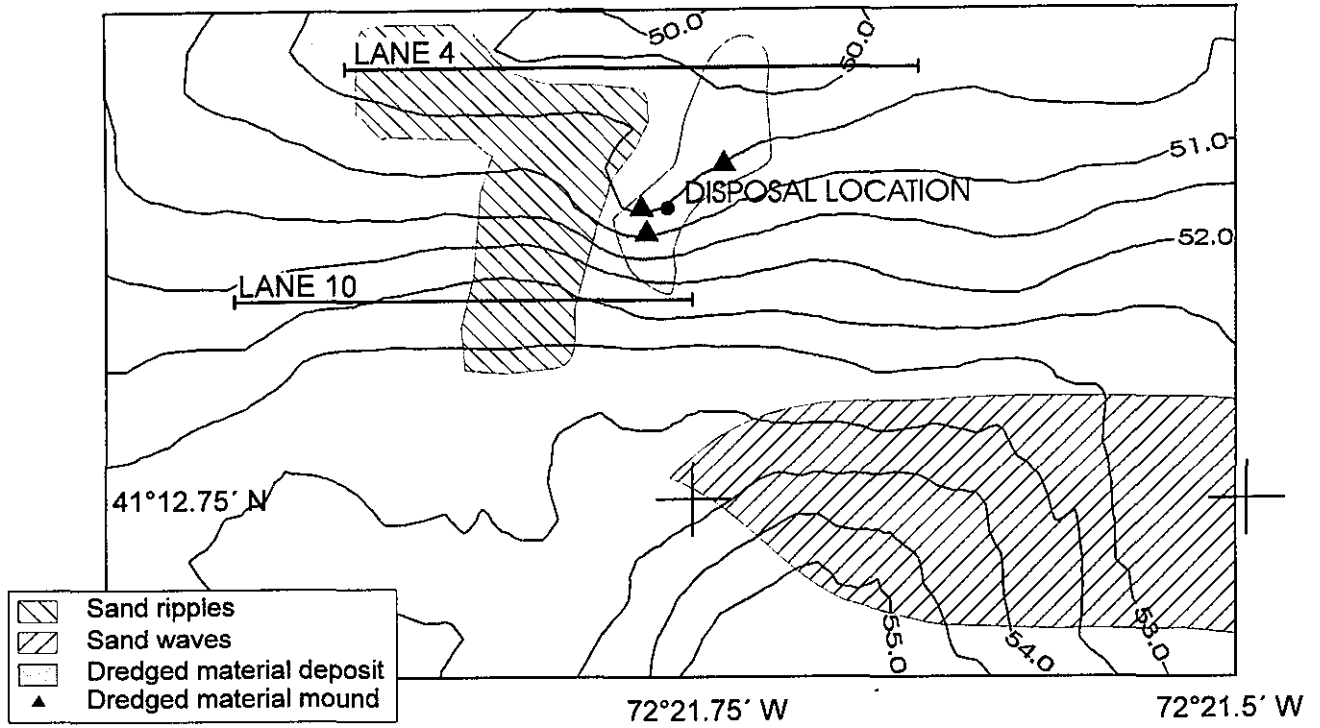 50.0
50.0
LANE 4
51.0
DISPOSAL LOCATION
52.0
LANE 10
41°12.75´ N
Sand ripples
Sand waves
Dredged material deposit
Dredged material mound
55.0
54.0
53.0
72°21.75´ W
72°21.5´ W